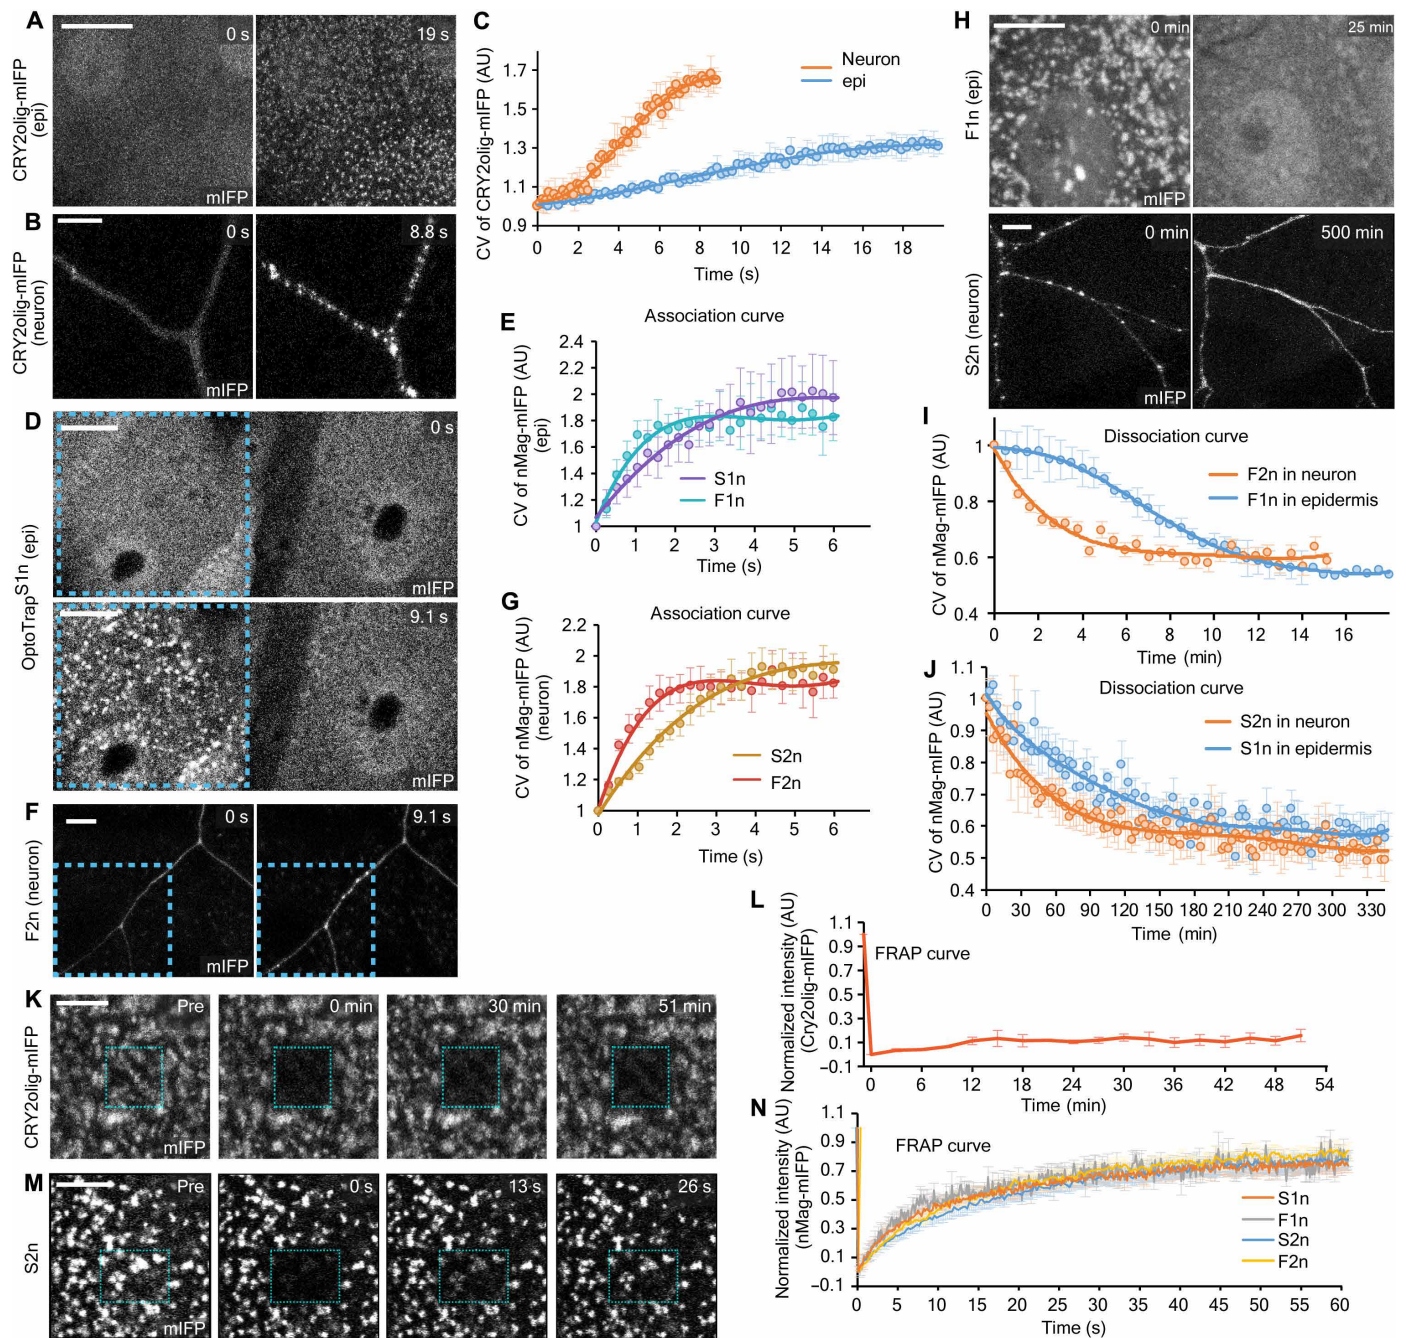 A
0 s
19 s
CRY2olig-mIFP
(epi)
mIFP
B
0 s
8.8 s
CRY2olig-mIFP
(neuron)
mIFP
C
CV of CRY2olig-mIFP (AU)
1.7
1.5
1.3
1.1
0.9
0 2 4 6 8 10 12 14 16 18
Time (s)
Neuron
epi
D
0 s
mIFP
OptoTrapS1n (epi)
9.1 s
mIFP
E
Association curve
CV of nMag-mIFP (AU)
(epi)
2.4
2.2
2
1.8
1.6
1.4
1.2
1
0 1 2 3 4 5 6
Time (s)
S1n
F1n
F
0 s
9.1 s
F2n (neuron)
mIFP
G
Association curve
CV of nMag-mIFP (AU)
(neuron)
2.2
2
1.8
1.6
1.4
1.2
1
0 1 2 3 4 5 6
Time (s)
S2n
F2n
H
0 min
25 min
F1n (epi)
mIFP
0 min
500 min
S2n (neuron)
mIFP
I
Dissociation curve
CV of nMag-mIFP (AU)
1
0.8
0.6
0.4
0 2 4 6 8 10 12 14 16
Time (min)
F2n in neuron
F1n in epidermis
J
Dissociation curve
CV of nMag-mIFP (AU)
1.1
1
0.9
0.8
0.7
0.6
0.5
0.4
0 30 60 90 120 150 180 210 240 270 300 330
Time (min)
S2n in neuron
S1n in epidermis
K
Pre
0 min
30 min
51 min
CRY2olig-mIFP
mIFP
L
FRAP curve
Normalized intensity (AU)
(Cry2olig-mIFP)
1.1
0.9
0.7
0.5
0.3
0.1
−0.1
0 6 12 18 24 30 36 42 48 54
Time (min)
M
Pre
0 s
13 s
26 s
S2n
mIFP
N
FRAP curve
Normalized intensity (AU)
(nMag-mIFP)
1.1
0.9
0.7
0.5
0.3
0.1
−0.1
0 5 10 15 20 25 30 35 40 45 50 55 60
Time (s)
S1n
F1n
S2n
F2n